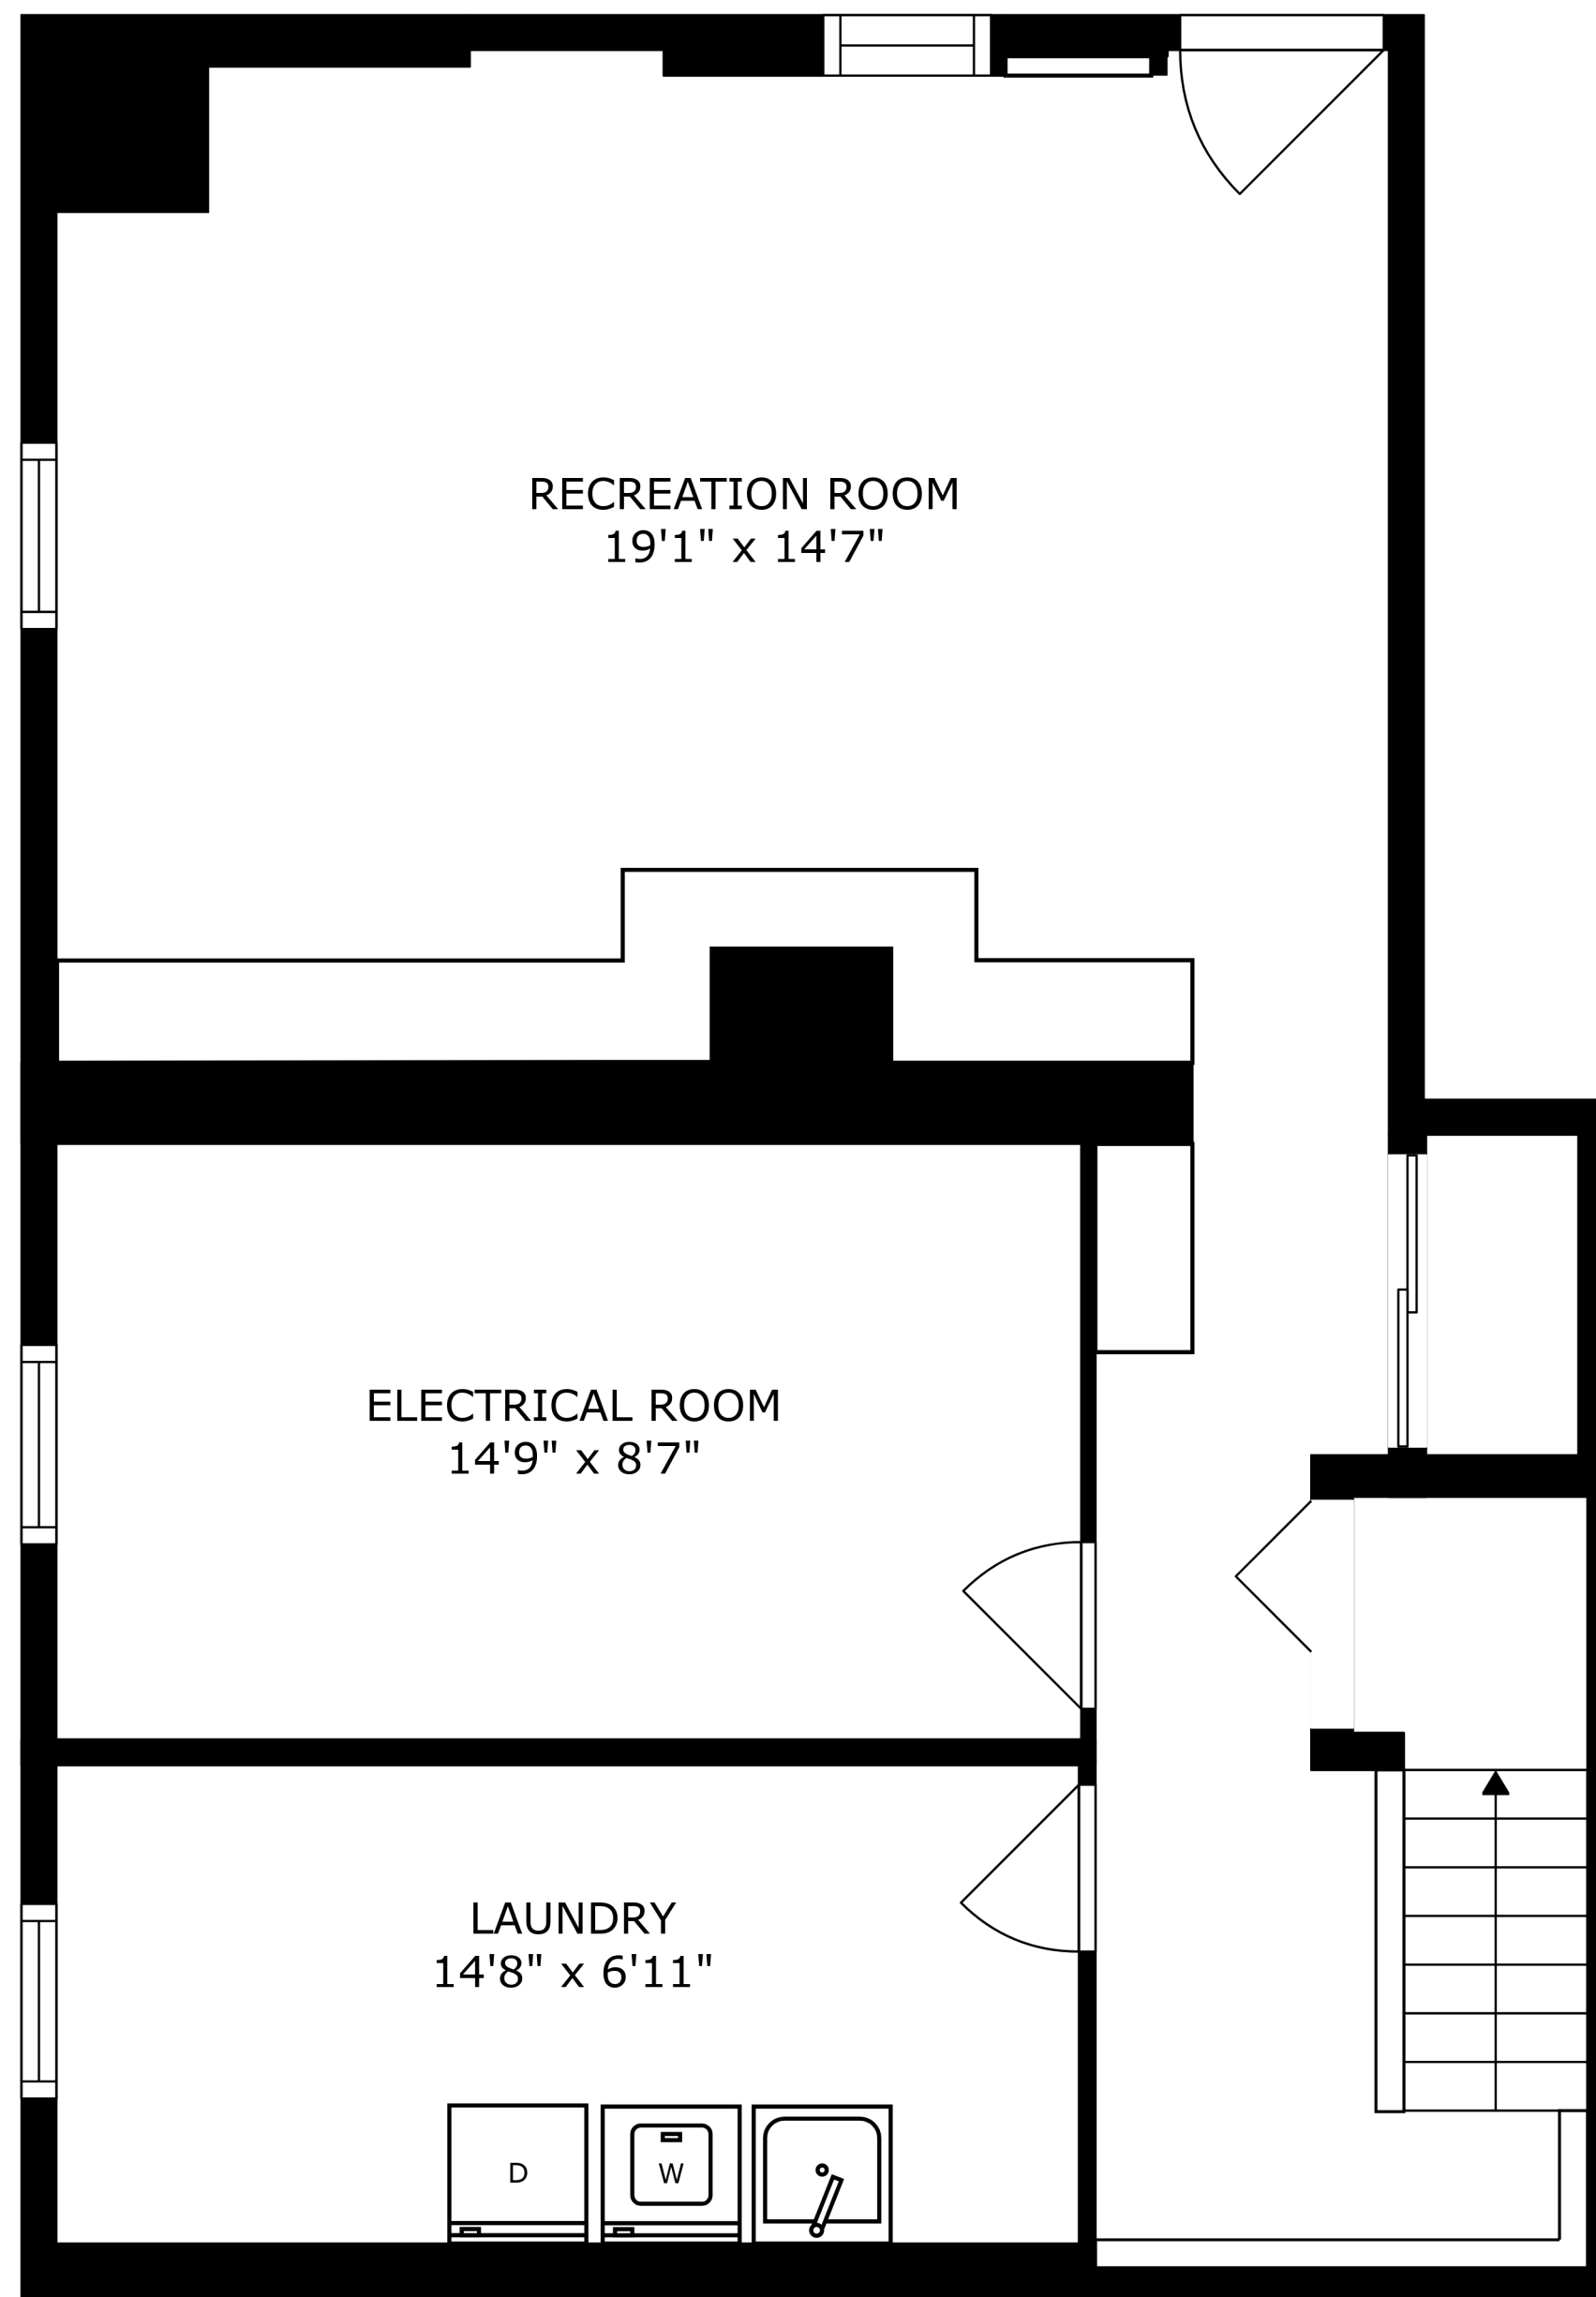 RECREATION ROOM
19'1" x 14'7"
ELECTRICAL ROOM
14'9" x 8'7"
LAUNDRY
14'8" x 6'11"
D
W